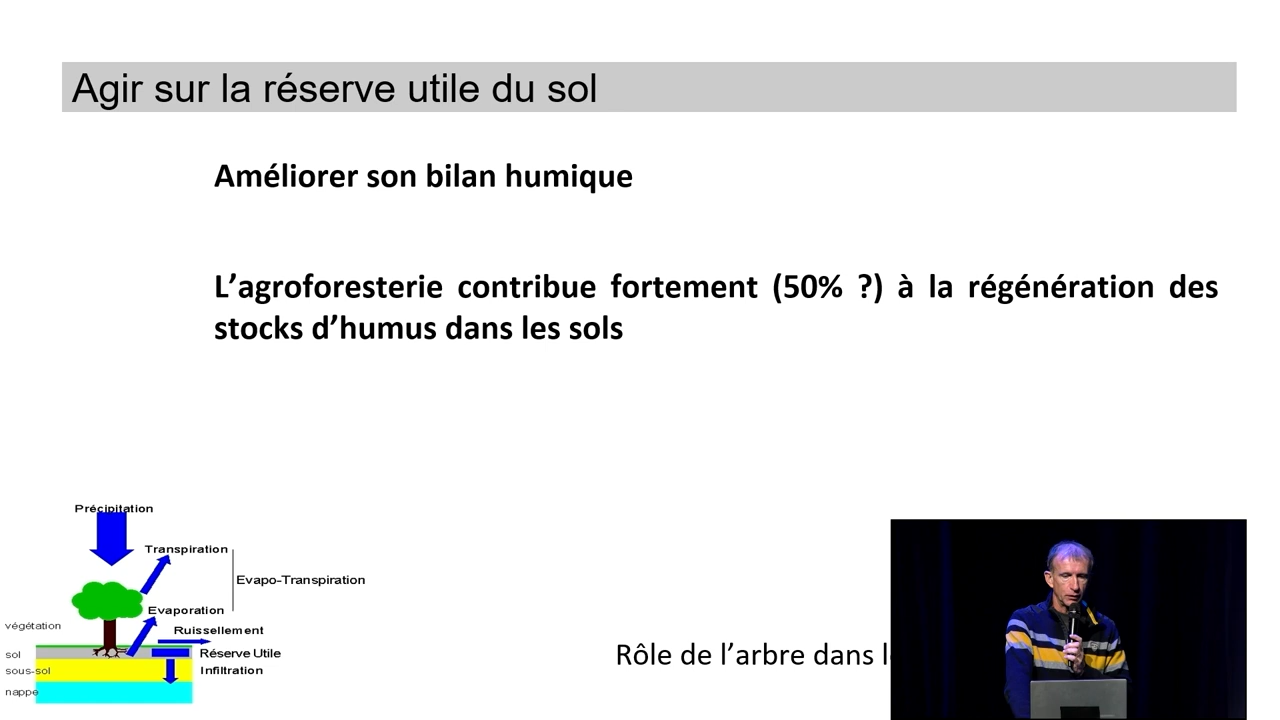 Agir sur la réserve utile du sol
Améliorer son bilan humique
L’agroforesterie contribue fortement (50% ?) à la régénération des
stocks d’humus dans les sols
Précipitation
Transpiration
Evapo-Transpiration
Evaporation
végétation
Ruissellement
sol
Réserve Utile
sous-sol
Infiltration
nappe
Rôle de l’arbre dans